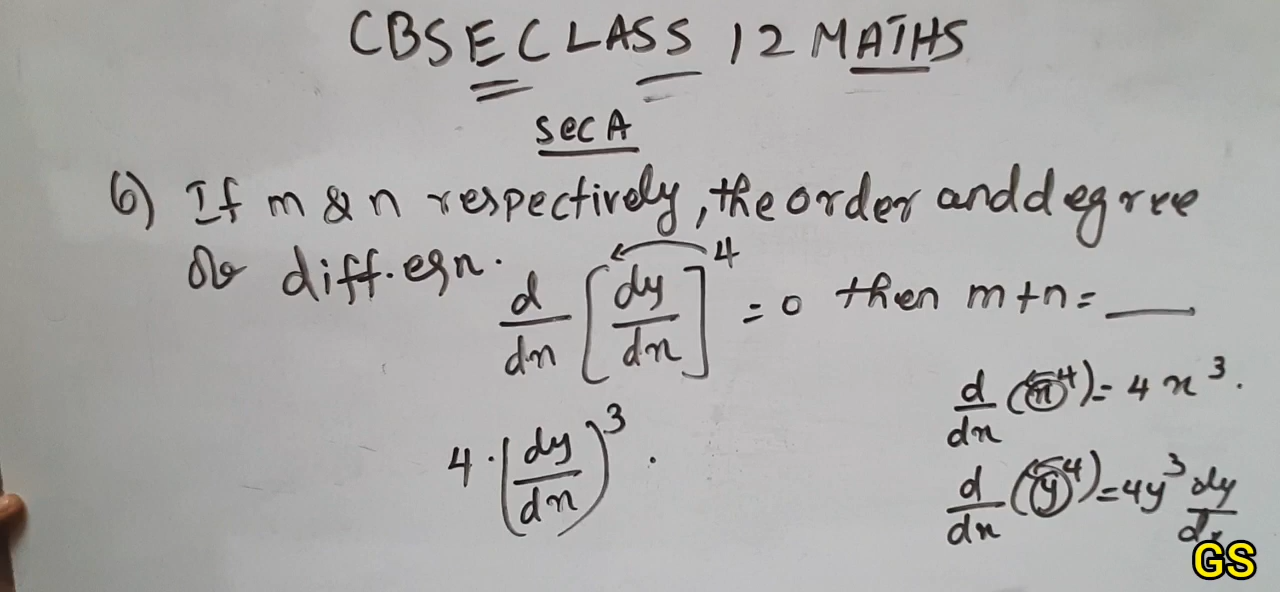 CBSE CLASS 12 MATHS
SEC A
6) If m & n respectively, the order and degree
diff. eqn. d/dx [dy/dx]^4 = 0 then m+n = ___
d/dx (x^4) = 4x^3.
4·(dy/dx)^3.
d/dx (y^4) = 4y^3 dy/dx
GS